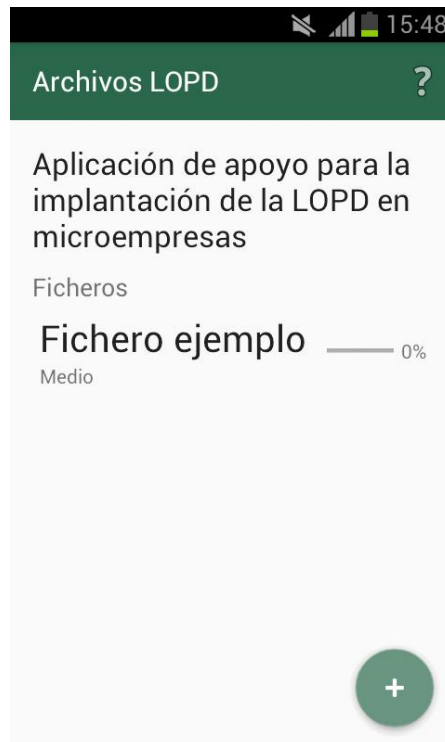 15:48
Archivos LOPD ?
Aplicación de apoyo para la
implantación de la LOPD en
microempresas
Ficheros
Fichero ejemplo 0%
Medio
+